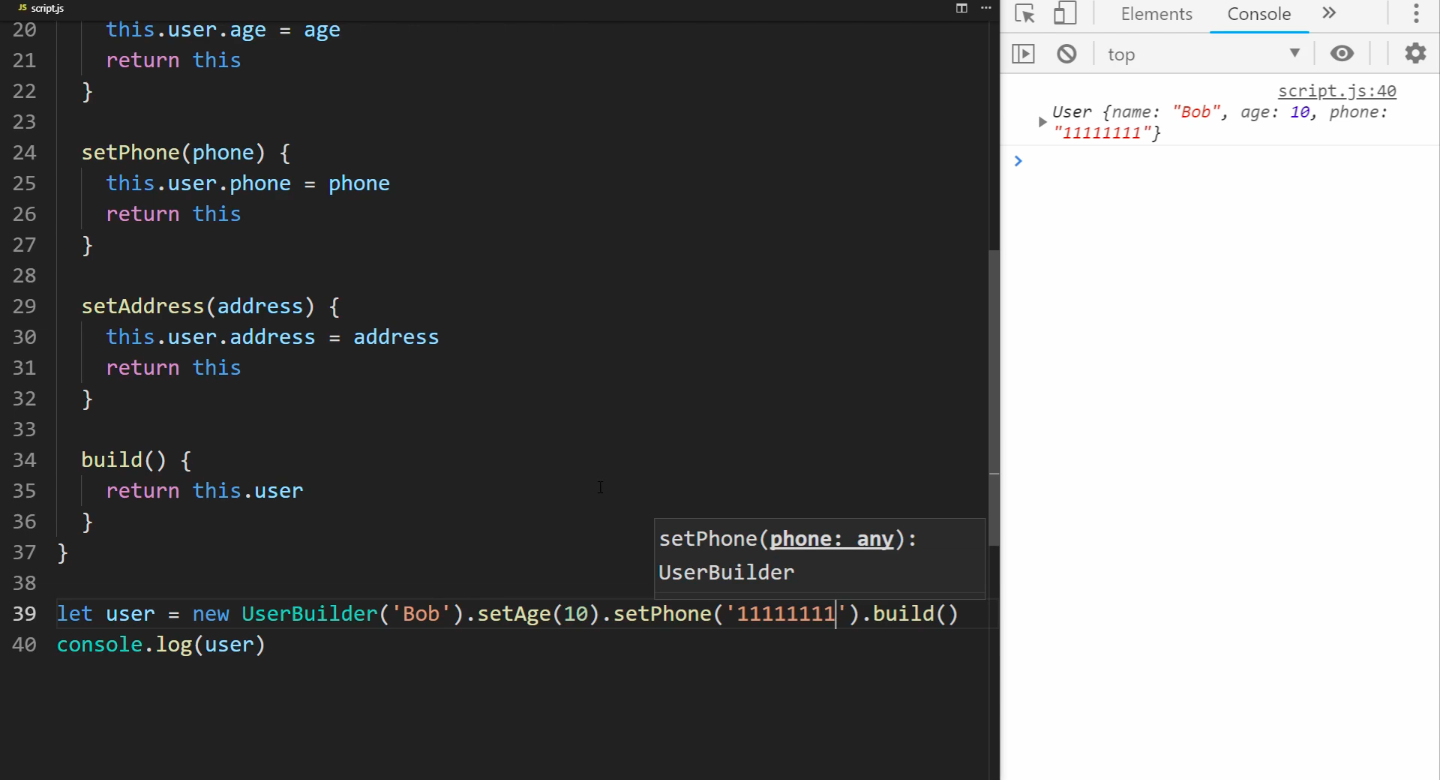 JS script.js
20 this.user.age = age
21 return this
22 }
23
24 setPhone(phone) {
25 this.user.phone = phone
26 return this
27 }
28
29 setAddress(address) {
30 this.user.address = address
31 return this
32 }
33
34 build() {
35 return this.user
36 }
37 }
38
setPhone(phone: any):
UserBuilder
39 let user = new UserBuilder('Bob').setAge(10).setPhone('11111111').build()
40 console.log(user)
Elements Console »
top
script.js:40
User {name: "Bob", age: 10, phone:
"11111111"}
>